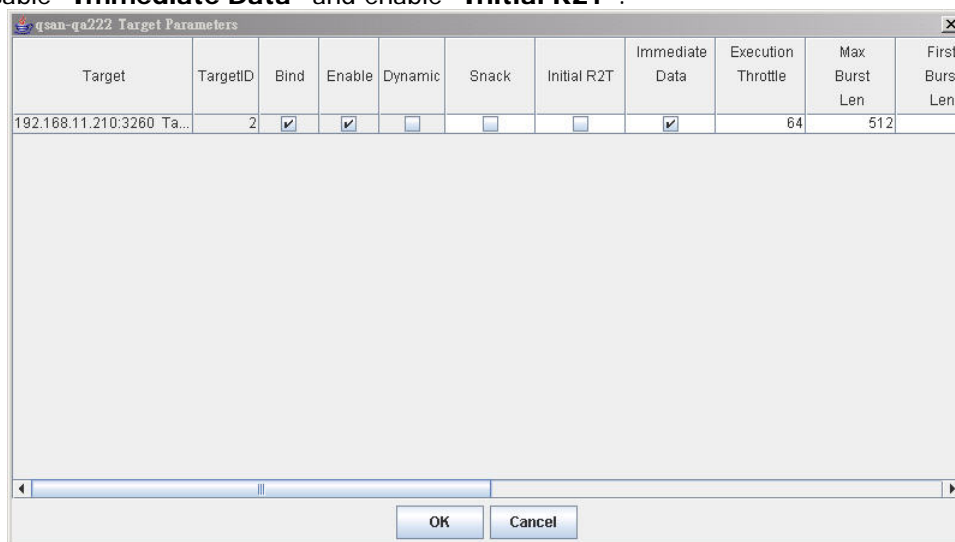 able "Immediate Data" and enable "Initial R2T".
qsan-qa222 Target Parameters
Target TargetID Bind Enable Dynamic Snack Initial R2T Immediate Data Execution Throttle Max Burst Len First Burs Len
192.168.11.210:3260 Ta... 2 64 512
OK Cancel